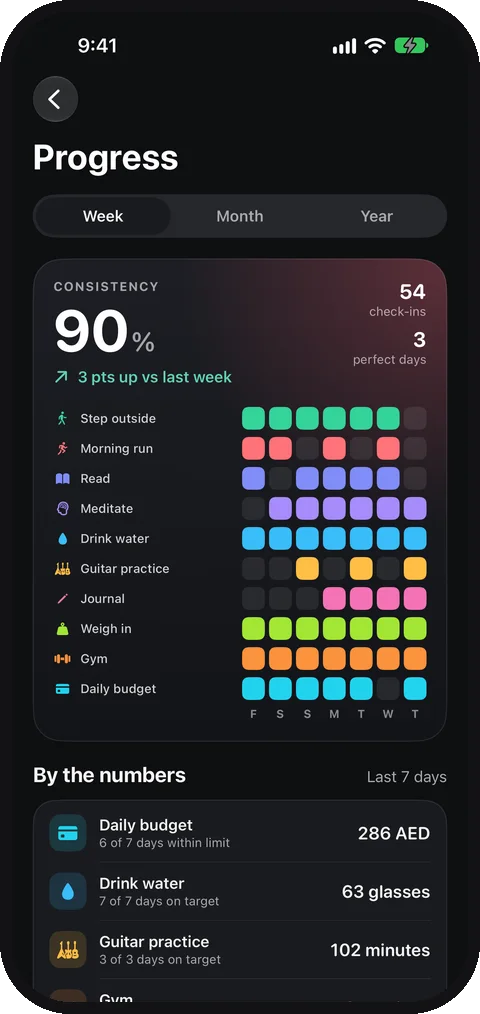 9:41
Progress
Week Month Year
CONSISTENCY
90%
3 pts up vs last week
54
check-ins
3
perfect days
Step outside
Morning run
Read
Meditate
Drink water
Guitar practice
Journal
Weigh in
Gym
Daily budget
F S S M T W T
By the numbers
Last 7 days
Daily budget
6 of 7 days within limit
286 AED
Drink water
7 of 7 days on target
63 glasses
Guitar practice
3 of 3 days on target
102 minutes
Gym